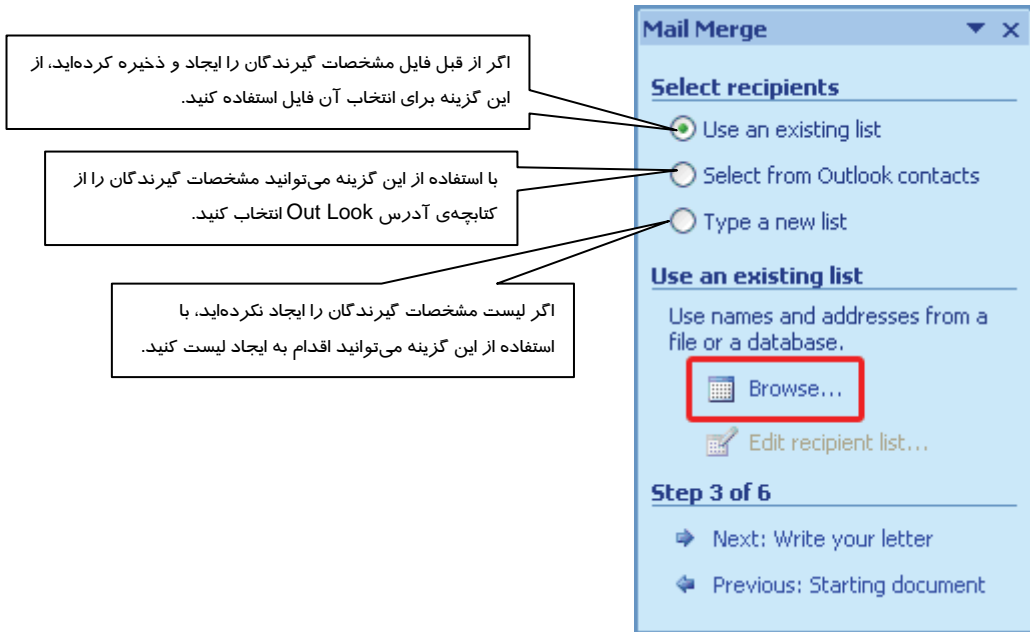 اگر از قبل فایل مشخصات گیرندگان را ایجاد و ذخیره کرده‌اید، از
این گزینه برای انتخاب آن فایل استفاده کنید.
با استفاده از این گزینه می‌توانید مشخصات گیرندگان را از
کتابچه‌ی آدرس Out Look انتخاب کنید.
اگر لیست مشخصات گیرندگان را ایجاد نکرده‌اید، با
استفاده از این گزینه می‌توانید اقدام به ایجاد لیست کنید.
Mail Merge
Select recipients
Use an existing list
Select from Outlook contacts
Type a new list
Use an existing list
Use names and addresses from a
file or a database.
Browse...
Edit recipient list...
Step 3 of 6
Next: Write your letter
Previous: Starting document